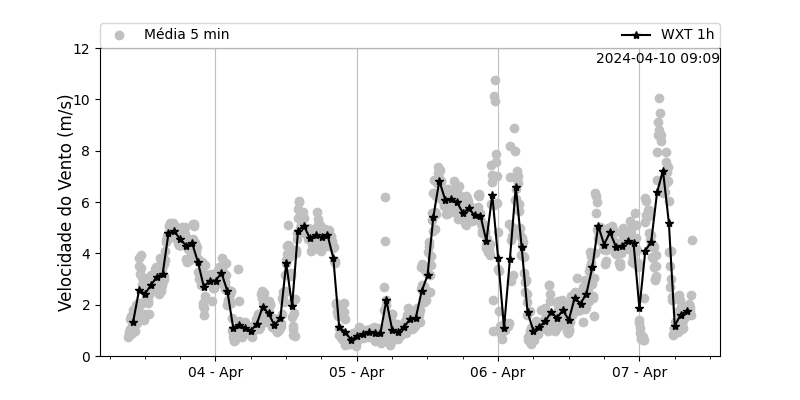 Média 5 min
WXT 1h
2024-04-10 09:09
Velocidade do Vento (m/s)
12
10
8
6
4
2
0
04 - Apr
05 - Apr
06 - Apr
07 - Apr